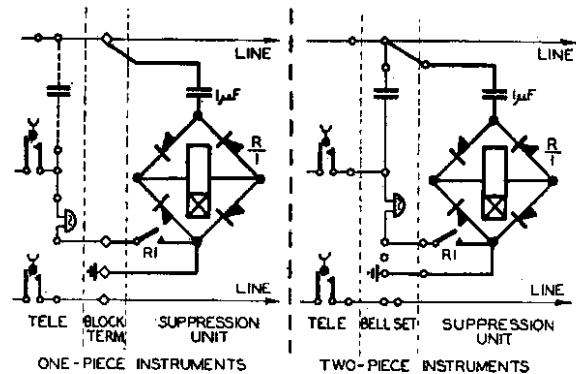 LINE
1µF
R/1
R1
LINE
TELE
BLOCK TERM
SUPPRESSION UNIT
ONE-PIECE INSTRUMENTS
LINE
1µF
R/1
R1
LINE
TELE
BELL SET
SUPPRESSION UNIT
TWO-PIECE INSTRUMENTS